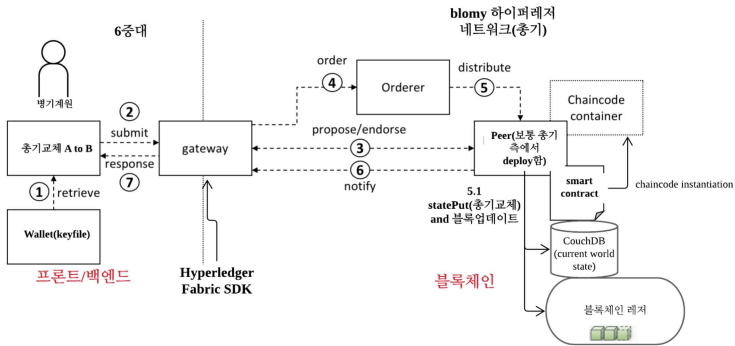 blomy 하이퍼레저
네트워크(총기)
6중대
병기계원
order
4
Orderer
distribute
5
Chaincode
container
2
submit
총기교체 A to B
response
7
gateway
propose/endorse
3
6
notify
Peer(보통 총기
측에서
deploy함)
smart
contract
chaincode instantiation
1
retrieve
Wallet(keyfile)
5.1
statePut(총기교체)
and 블록업데이트
CouchDB
(current world
state)
프론트/백엔드
Hyperledger
Fabric SDK
블록체인
블록체인 레저